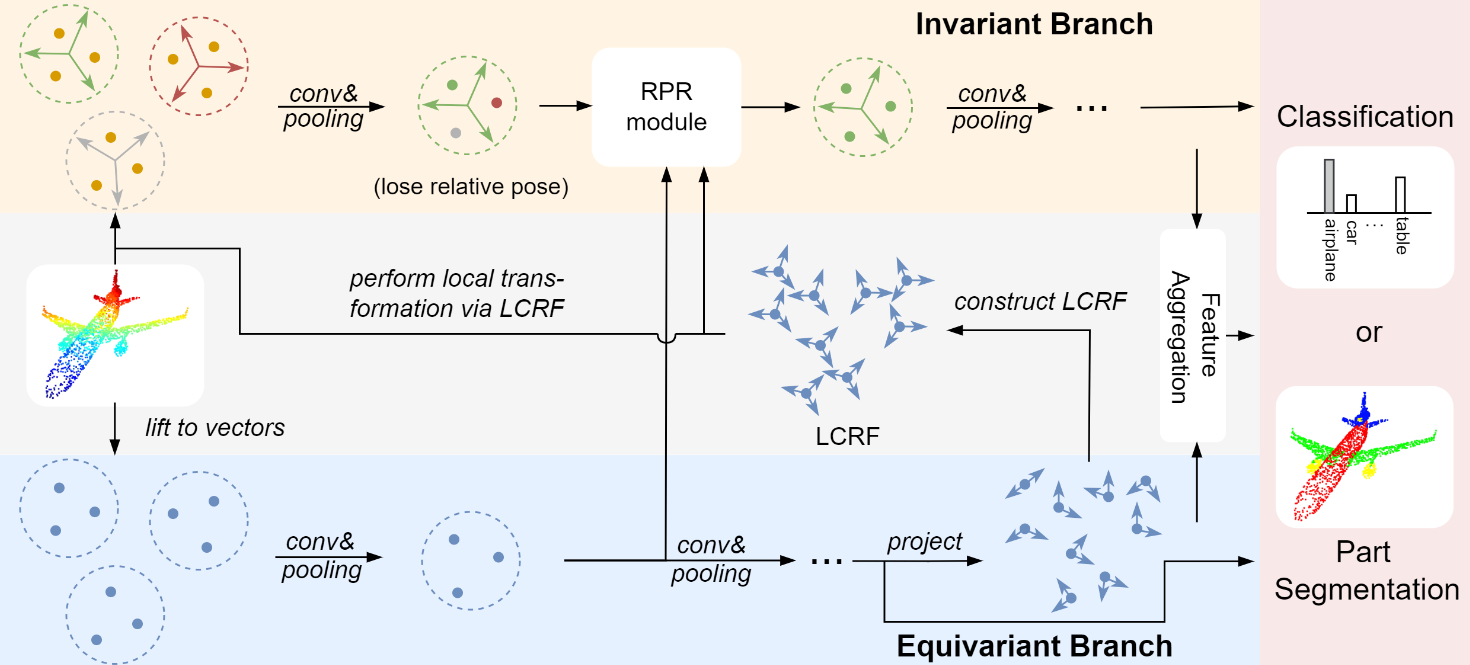 Invariant Branch
conv&
pooling
RPR
module
conv&
pooling
...
(lose relative pose)
Classification
airplane
car
...
table
or
Part
Segmentation
perform local trans-
formation via LCRF
construct LCRF
LCRF
Feature
Aggregation
lift to vectors
conv&
pooling
conv&
pooling
...
project
Equivariant Branch